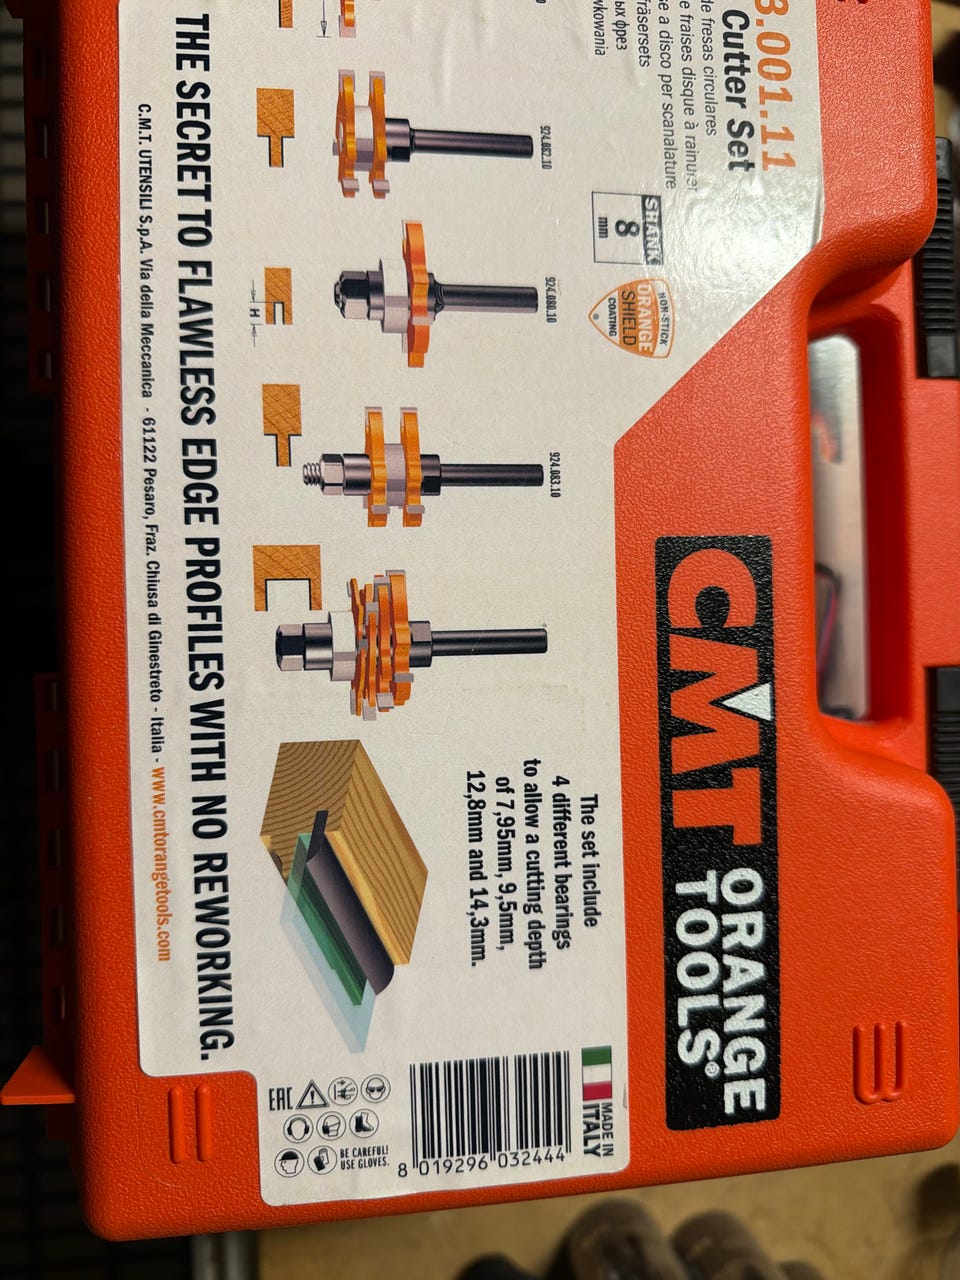 3.001.11
Cutter Set
de fresas circulares
e fraises disque à rainurer
e a disco per scanalature
ых фрез
fräsersets
wkowania
SHANK
8
mm
NON-STICK
ORANGE
SHIELD
COATING
®
924.082.10
924.080.10
924.083.10
H
The set include
4 different bearings
to allow a cutting depth
of 7,95mm, 9,5mm,
12,8mm and 14,3mm.
THE SECRET TO FLAWLESS EDGE PROFILES WITH NO REWORKING.
C.M.T. UTENSILI S.p.A. Via della Meccanica - 61122 Pesaro, Fraz. Chiusa di Ginestreto - Italia - www.cmtorangetools.com
MADE IN
ITALY
8 019296 032444
EAC
BE CAREFUL!
USE GLOVES.
CMT ORANGE
TOOLS®